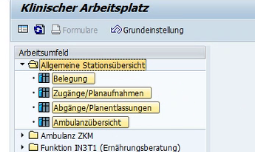 Klinischer Arbeitsplatz
Formulare Grundeinstellung
Arbeitsumfeld
Allgemeine Stationsübersicht
Belegung
Zugänge/Planaufnahmen
Abgänge/Planentlassungen
Ambulanzübersicht
Ambulanz ZKM
Funktion IN3T1 (Ernährungsberatung)